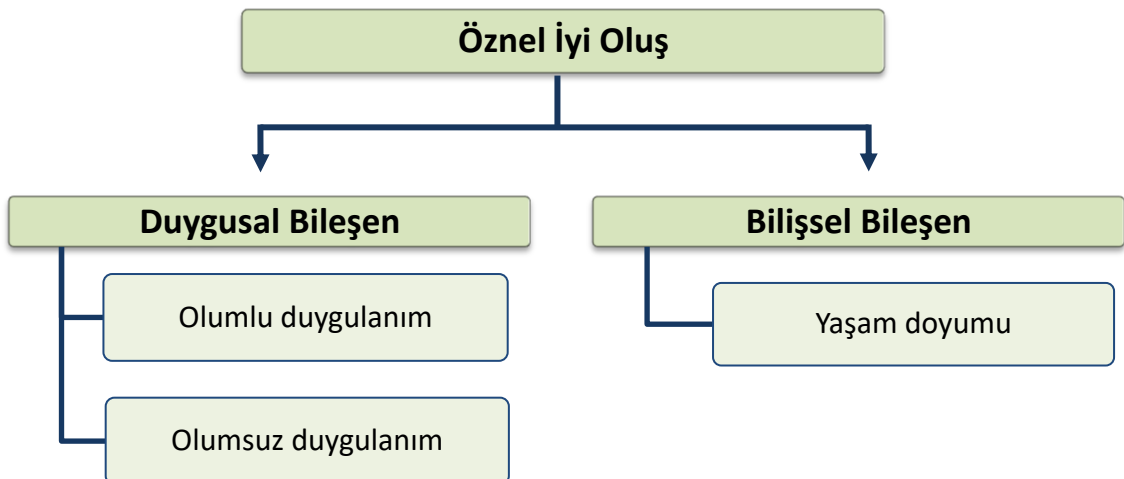 Öznel İyi Oluş
Duygusal Bileşen
Olumlu duygulanım
Olumsuz duygulanım
Bilişsel Bileşen
Yaşam doyumu